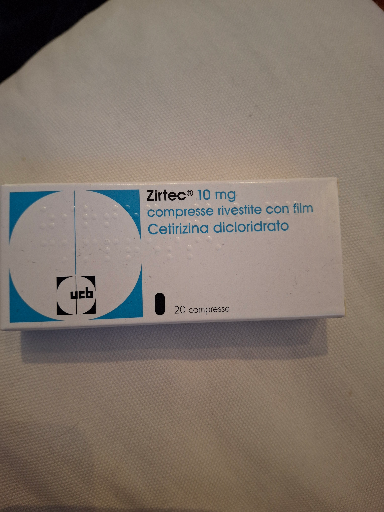 Zirtec® 10 mg
compresse rivestite con film
Cetirizina dicloridrato
ucb
20 compresse